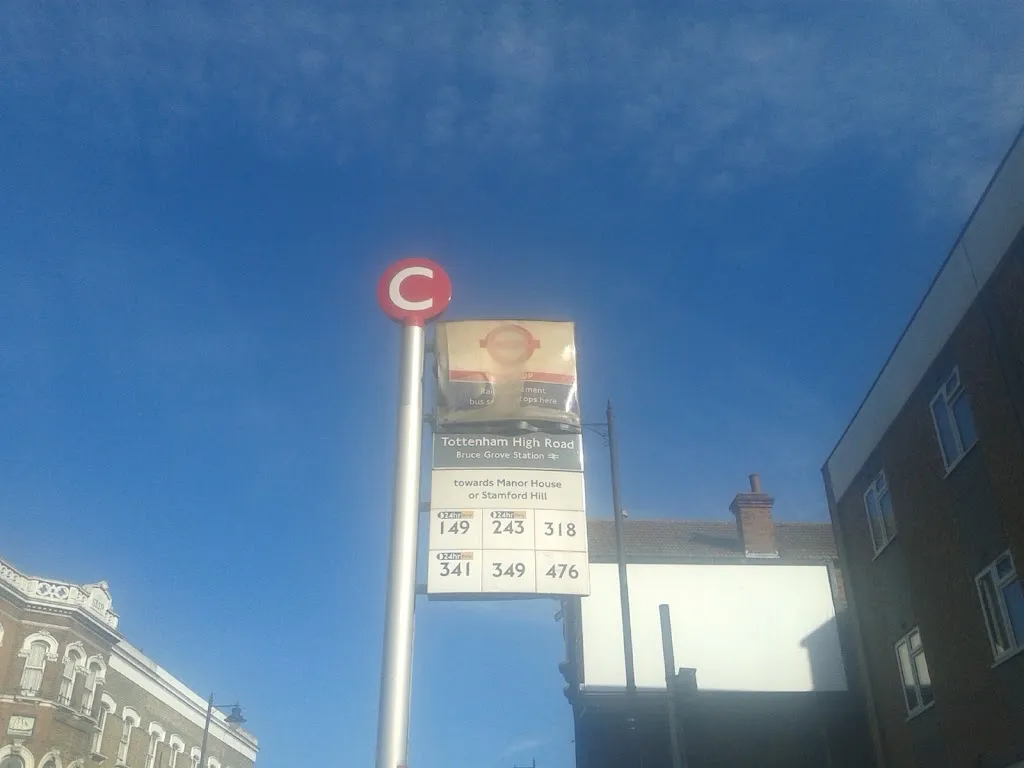 C
bus s tops here
Tottenham High Road
Bruce Grove Station
towards Manor House
or Stamford Hill
24hr 24hr
149 243 318
24hr
341 349 476